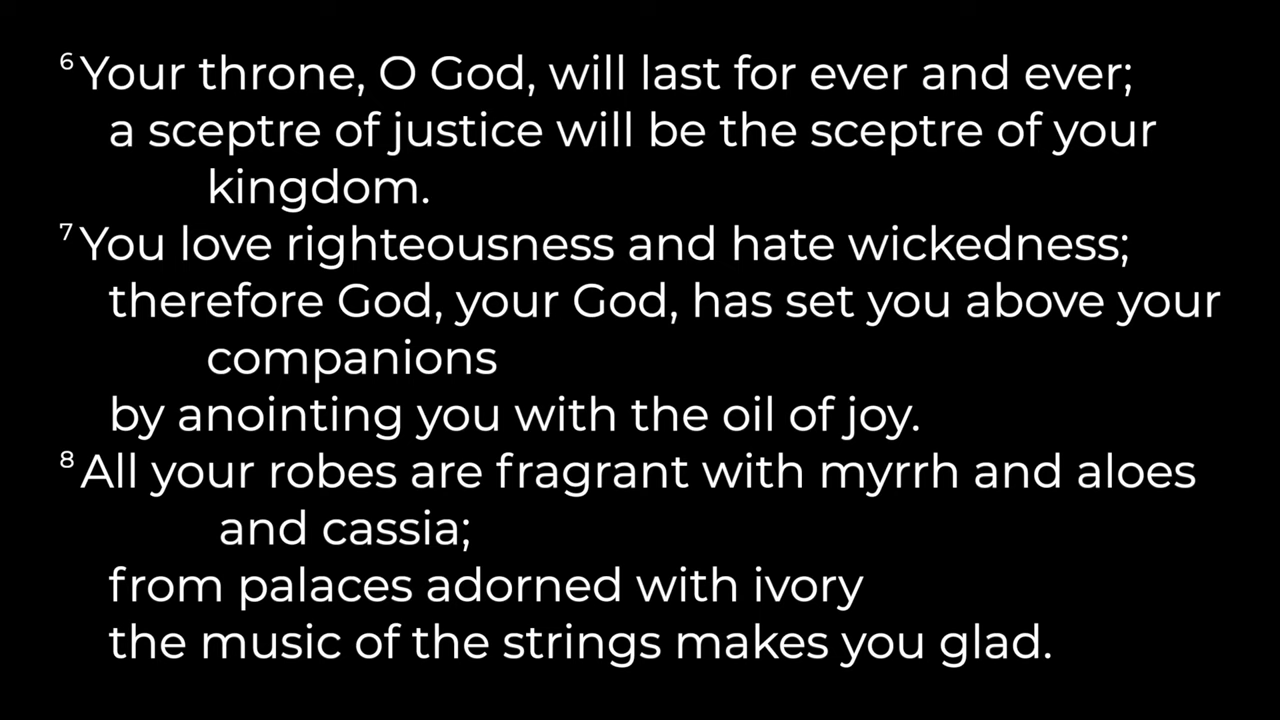 ⁶Your throne, O God, will last for ever and ever;
a sceptre of justice will be the sceptre of your
kingdom.
⁷You love righteousness and hate wickedness;
therefore God, your God, has set you above your
companions
by anointing you with the oil of joy.
⁸All your robes are fragrant with myrrh and aloes
and cassia;
from palaces adorned with ivory
the music of the strings makes you glad.